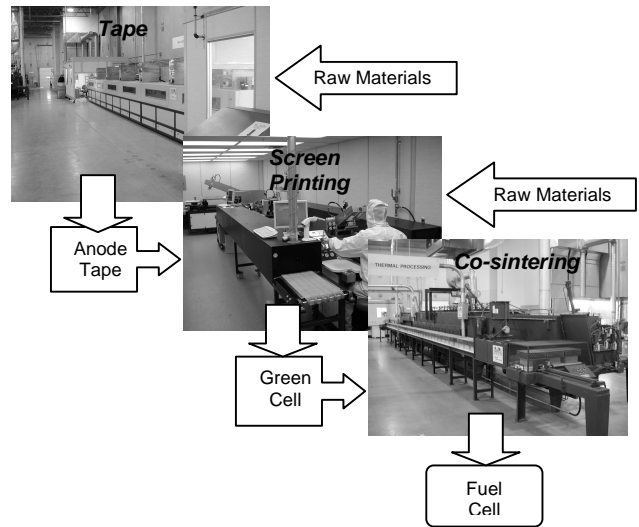 Tape
Raw Materials
Screen
Printing
Raw Materials
Anode
Tape
THERMAL PROCESSING
Co-sintering
Green
Cell
Fuel
Cell